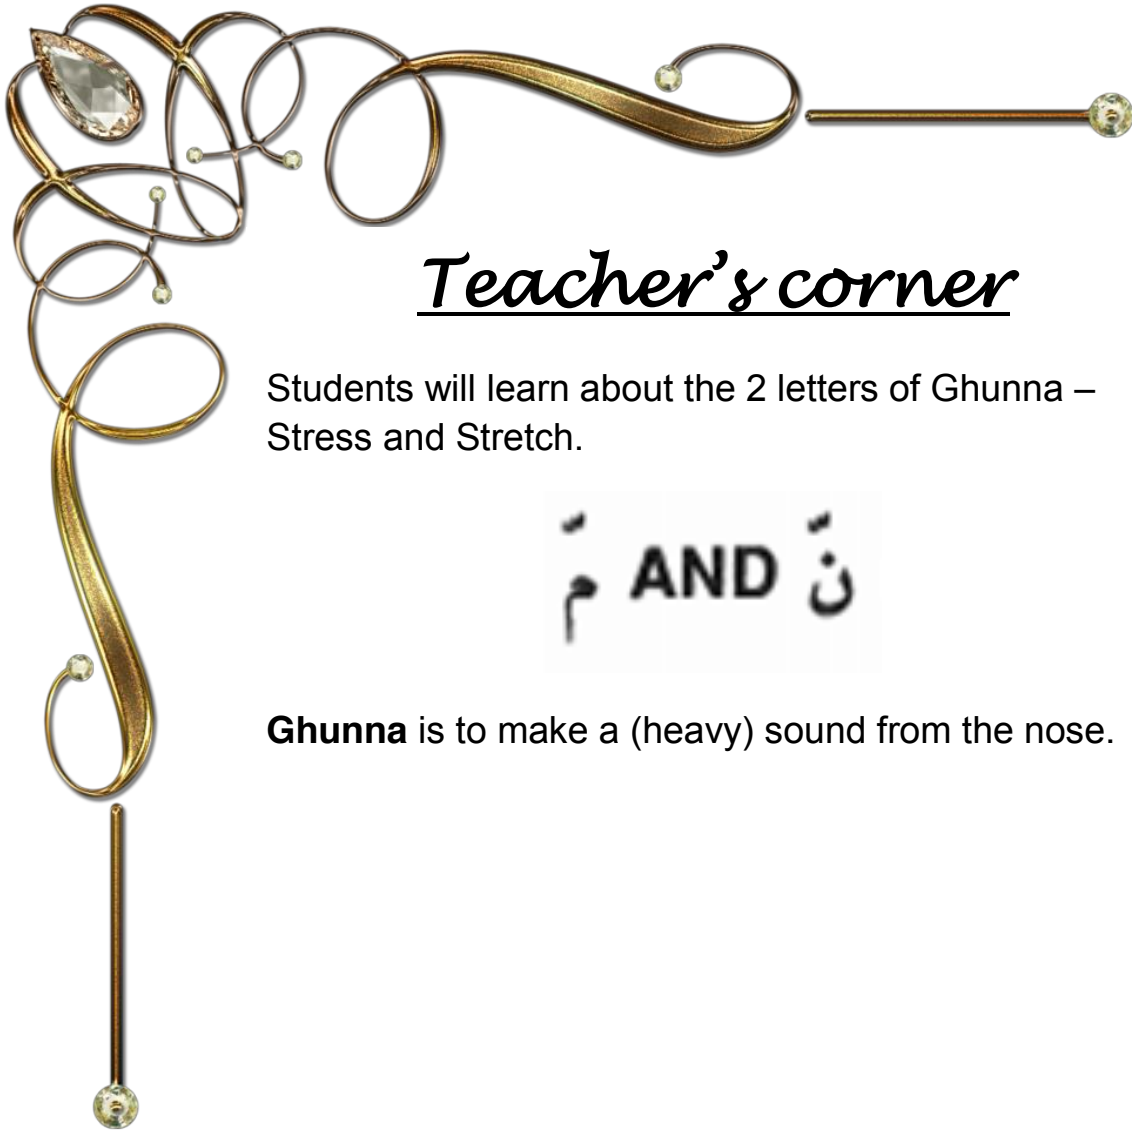 Teacher’s corner
Students will learn about the 2 letters of Ghunna –
Stress and Stretch.
مّ AND نّ
Ghunna is to make a (heavy) sound from the nose.